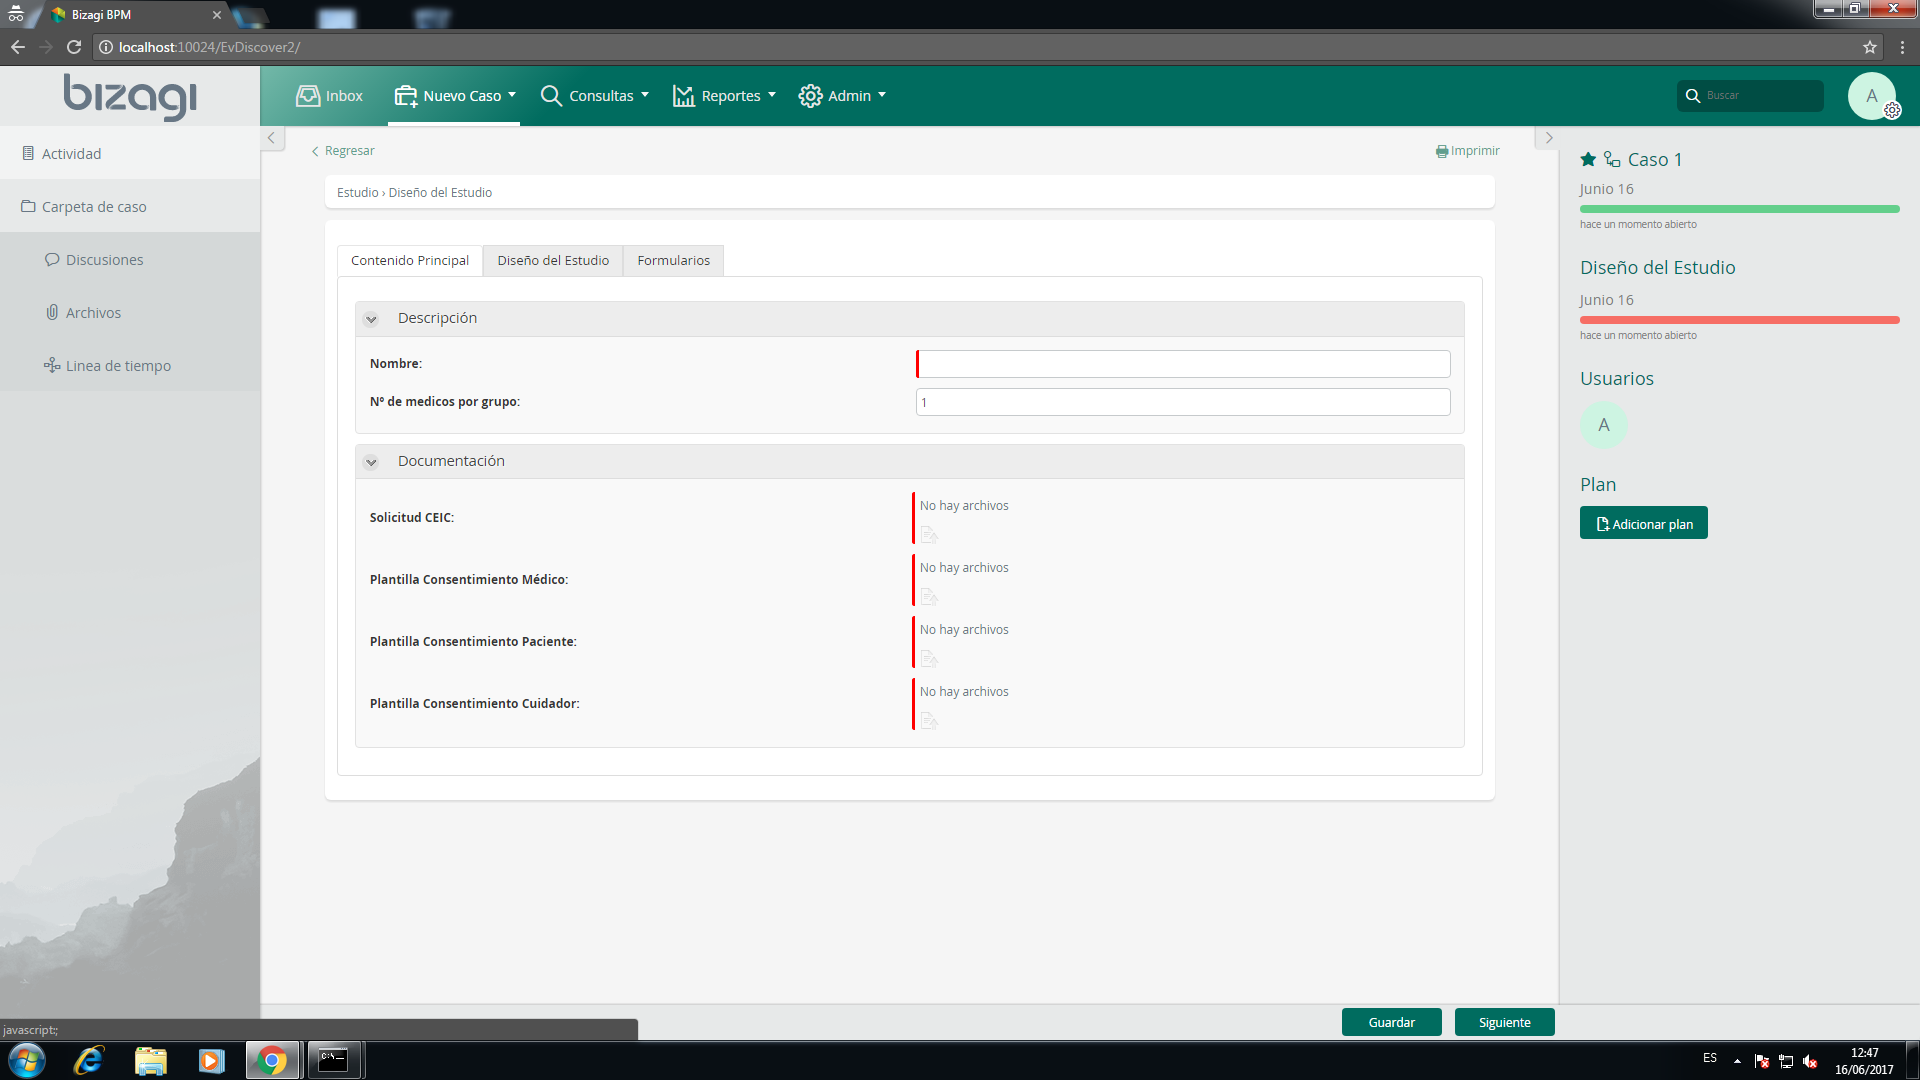 Bizagi BPM
localhost:10024/EvDiscover2/
bizagi
Inbox
Nuevo Caso
Consultas
Reportes
Admin
Buscar
A
Actividad
Carpeta de caso
Discusiones
Archivos
Linea de tiempo
Regresar
Imprimir
Estudio › Diseño del Estudio
Contenido Principal
Diseño del Estudio
Formularios
Descripción
Nombre:
Nº de medicos por grupo:
1
Documentación
Solicitud CEIC:
No hay archivos
Plantilla Consentimiento Médico:
No hay archivos
Plantilla Consentimiento Paciente:
No hay archivos
Plantilla Consentimiento Cuidador:
No hay archivos
Caso 1
Junio 16
hace un momento abierto
Diseño del Estudio
Junio 16
hace un momento abierto
Usuarios
A
Plan
Adicionar plan
Guardar
Siguiente
javascript:;
C:\
ES
12:47
16/06/2017